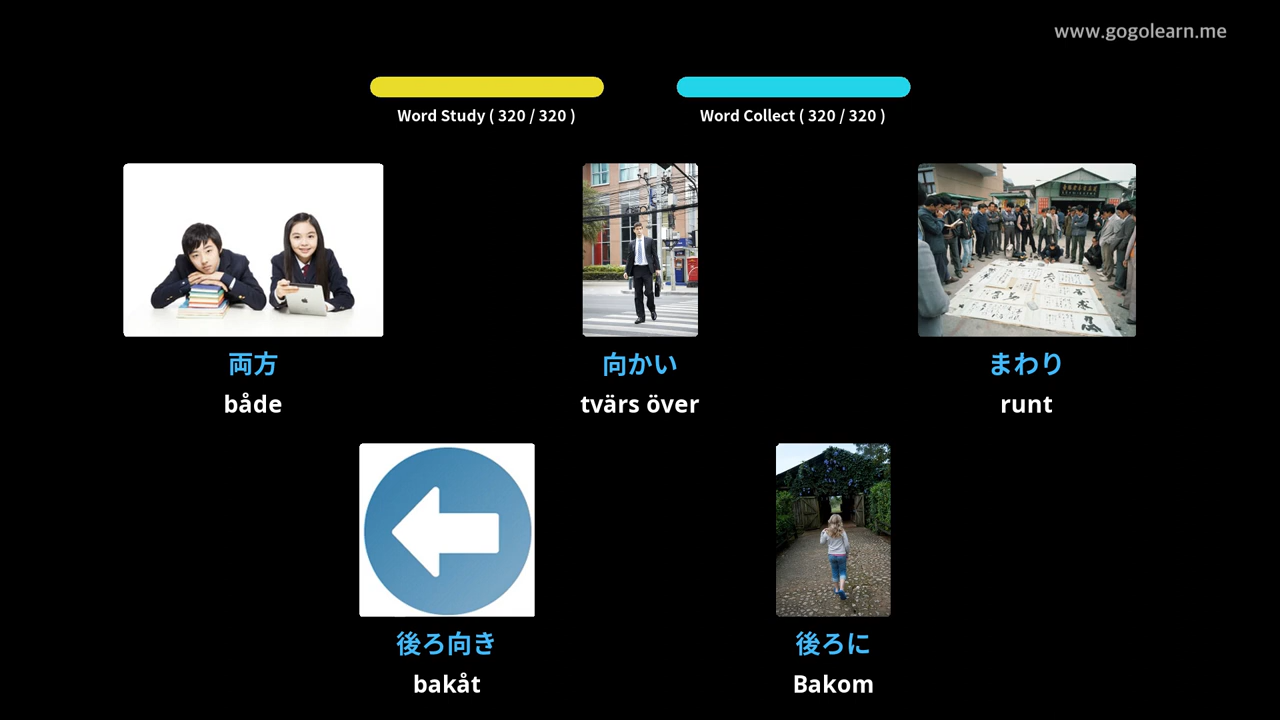 www.gogolearn.me
Word Study ( 320 / 320 )
Word Collect ( 320 / 320 )
両方
både
向かい
tvärs över
まわり
runt
後ろ向き
bakåt
後ろに
Bakom